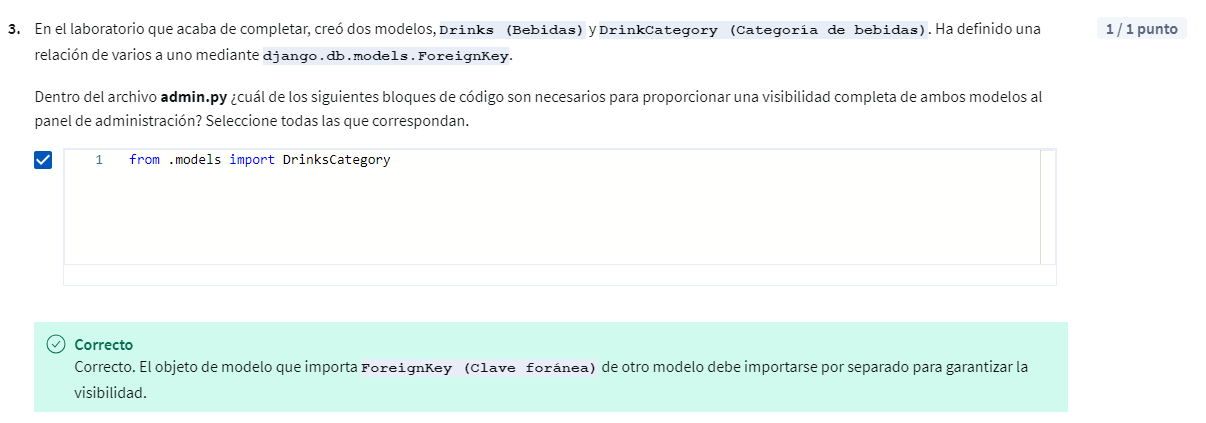 3. En el laboratorio que acaba de completar, creó dos modelos, Drinks (Bebidas) y DrinkCategory (Categoría de bebidas). Ha definido una 1 / 1 punto
relación de varios a uno mediante django.db.models.ForeignKey.
Dentro del archivo admin.py ¿cuál de los siguientes bloques de código son necesarios para proporcionar una visibilidad completa de ambos modelos al
panel de administración? Seleccione todas las que correspondan.
1 from .models import DrinksCategory
Correcto
Correcto. El objeto de modelo que importa ForeignKey (Clave foránea) de otro modelo debe importarse por separado para garantizar la
visibilidad.